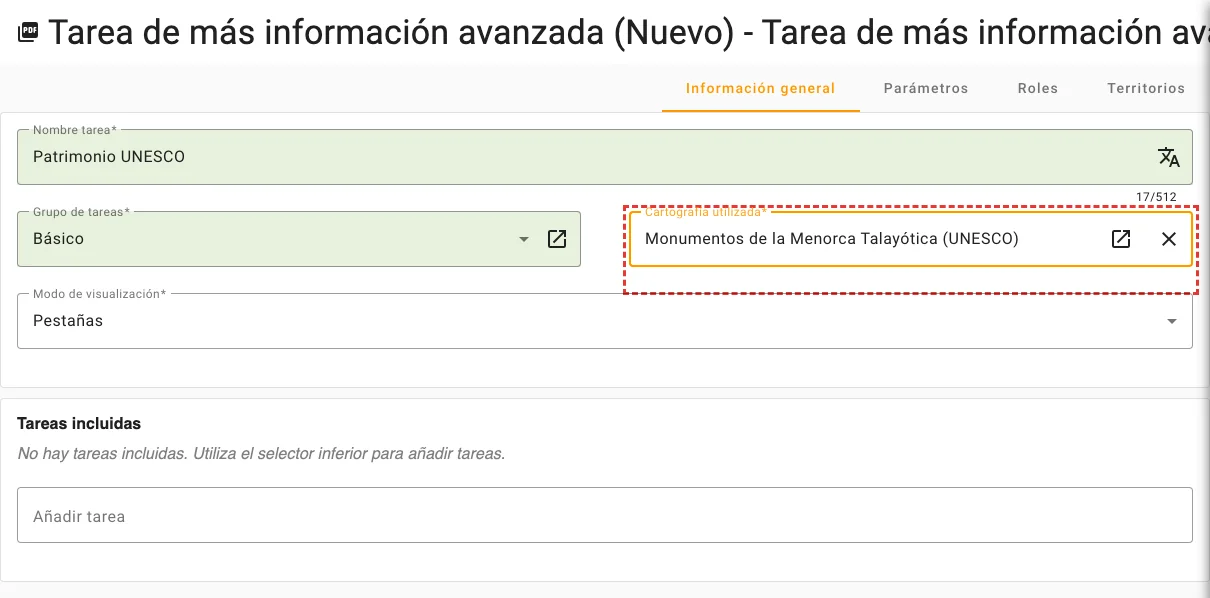 PDF Tarea de más información avanzada (Nuevo) - Tarea de más información av
Información general Parámetros Roles Territorios
Nombre tarea*
Patrimonio UNESCO
17/512
Grupo de tareas* Cartografía utilizada*
Básico Monumentos de la Menorca Talayótica (UNESCO)
Modo de visualización*
Pestañas
Tareas incluidas
No hay tareas incluidas. Utiliza el selector inferior para añadir tareas.
Añadir tarea